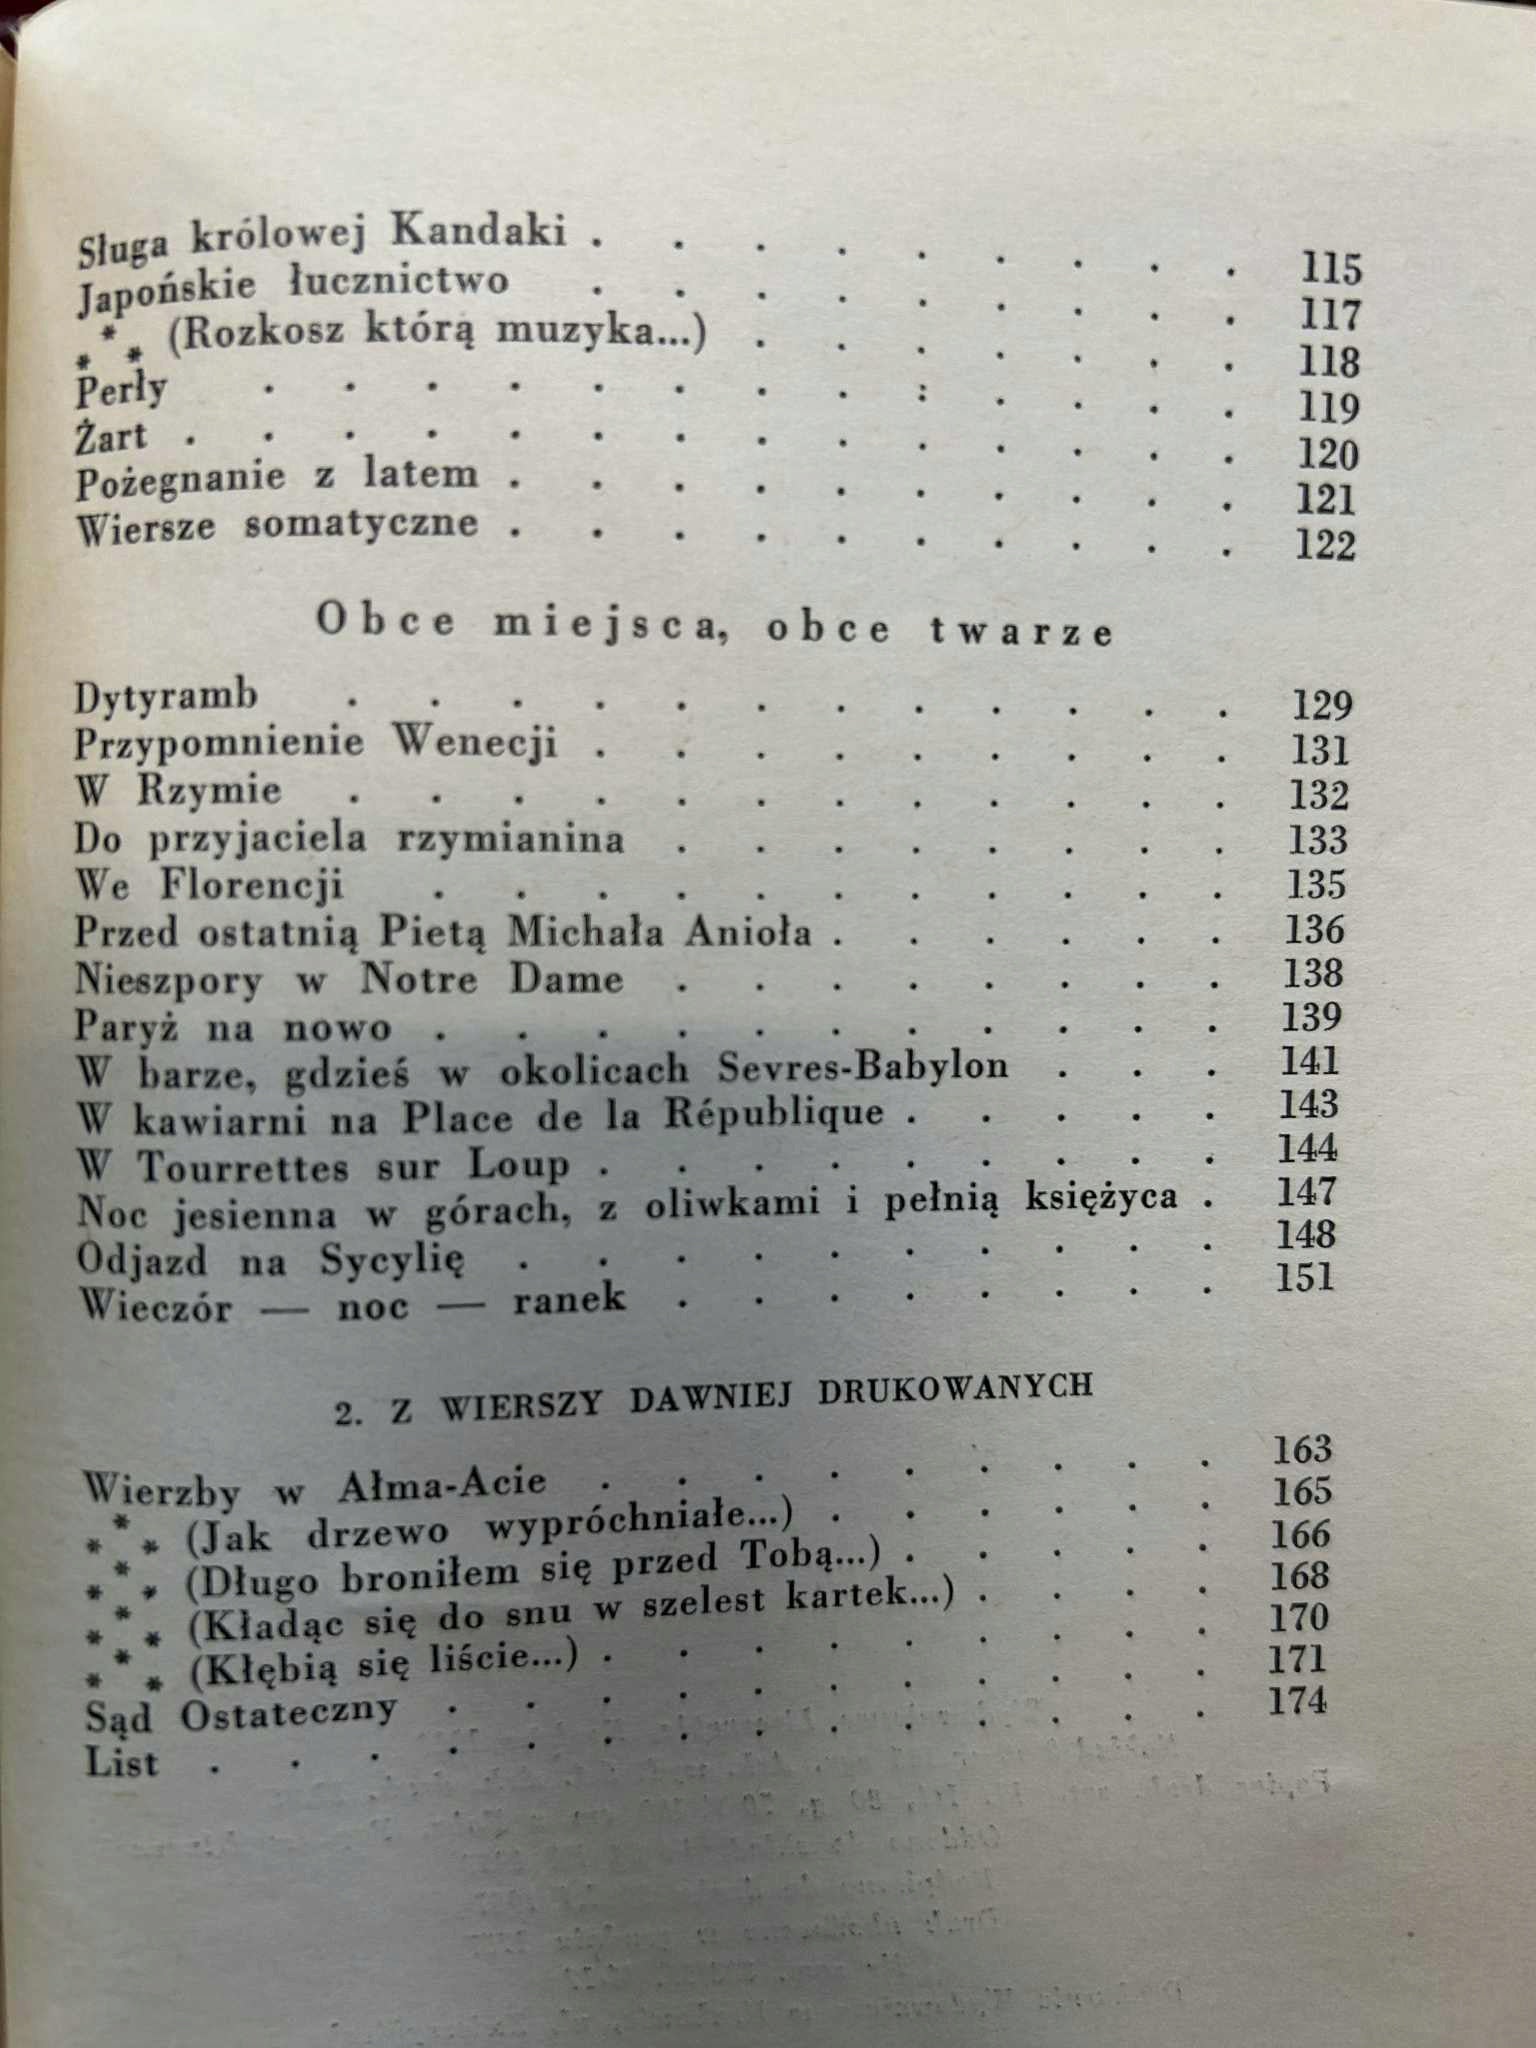 Sługa królowej Kandaki . . . . . . . . . 115
Japońskie łucznictwo . . . . . . . . . 117
* * * (Rozkosz którą muzyka...) . . . . . . . 118
Perły . . . . . . . . : . . . . 119
Żart . . . . . . . . . . . . . . 120
Pożegnanie z latem . . . . . . . . . . 121
Wiersze somatyczne . . . . . . . . . . 122
Obce miejsca, obce twarze
Dytyramb . . . . . . . . . . . . 129
Przypomnienie Wenecji . . . . . . . . . 131
W Rzymie . . . . . . . . . . . . 132
Do przyjaciela rzymianina . . . . . . . . 133
We Florencji . . . . . . . . . . . 135
Przed ostatnią Pietą Michała Anioła . . . . . . 136
Nieszpory w Notre Dame . . . . . . . . 138
Paryż na nowo . . . . . . . . . . . 139
W barze, gdzieś w okolicach Sevres-Babylon . . . 141
W kawiarni na Place de la République . . . . . 143
W Tourrettes sur Loup . . . . . . . . . 144
Noc jesienna w górach, z oliwkami i pełnią księżyca . 147
Odjazd na Sycylię . . . . . . . . . . 148
Wieczór — noc — ranek . . . . . . . . 151
2. Z WIERSZY DAWNIEJ DRUKOWANYCH
Wierzby w Ałma-Acie . . . . . . . . . 163
* * * (Jak drzewo wypróchniałe...) . . . . . . 165
* * * (Długo broniłem się przed Tobą...) . . . . . 166
* * * (Kładąc się do snu w szelest kartek...) . . . . 168
* * * (Kłębią się liście...) . . . . . . . . . 170
Sąd Ostateczny . . . . . . . . . . . 171
List . . . . . . . . . . . . . . 174